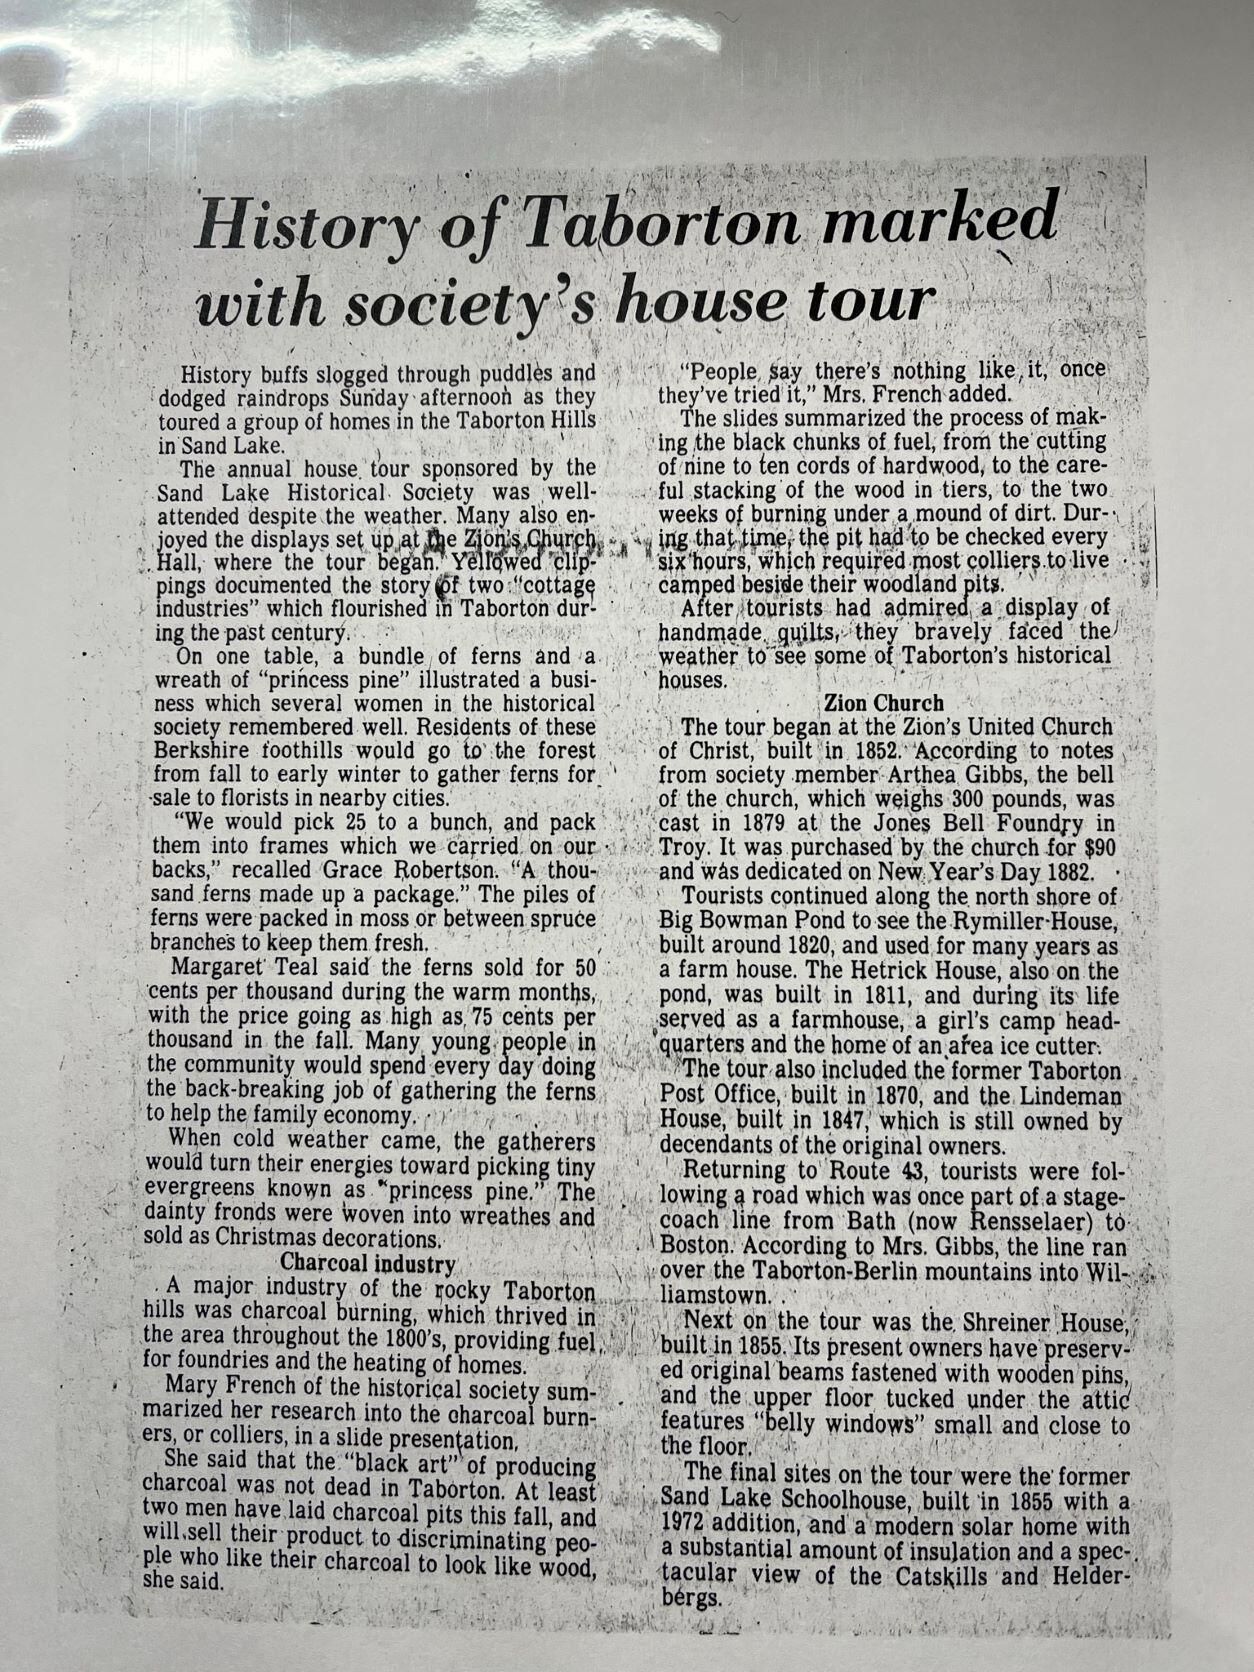 History of Taborton marked
with society's house tour
History buffs slogged through puddles and
dodged raindrops Sunday afternoon as they
toured a group of homes in the Taborton Hills
in Sand Lake.
The annual house tour sponsored by the
Sand Lake Historical Society was well-
attended despite the weather. Many also en-
joyed the displays set up at the Zion's Church
Hall, where the tour began. Yellowed clip-
pings documented the story of two "cottage
industries" which flourished in Taborton dur-
ing the past century.
On one table, a bundle of ferns and a
wreath of "princess pine" illustrated a busi-
ness which several women in the historical
society remembered well. Residents of these
Berkshire foothills would go to the forest
from fall to early winter to gather ferns for
sale to florists in nearby cities.
"We would pick 25 to a bunch, and pack
them into frames which we carried on our
backs," recalled Grace Robertson. "A thou-
sand ferns made up a package." The piles of
ferns were packed in moss or between spruce
branches to keep them fresh.
Margaret Teal said the ferns sold for 50
cents per thousand during the warm months,
with the price going as high as 75 cents per
thousand in the fall. Many young people in
the community would spend every day doing
the back-breaking job of gathering the ferns
to help the family economy.
When cold weather came, the gatherers
would turn their energies toward picking tiny
evergreens known as "princess pine." The
dainty fronds were woven into wreathes and
sold as Christmas decorations.
Charcoal industry
A major industry of the rocky Taborton
hills was charcoal burning, which thrived in
the area throughout the 1800's, providing fuel
for foundries and the heating of homes.
Mary French of the historical society sum-
marized her research into the charcoal burn-
ers, or colliers, in a slide presentation.
She said that the "black art" of producing
charcoal was not dead in Taborton. At least
two men have laid charcoal pits this fall, and
will sell their product to discriminating peo-
ple who like their charcoal to look like wood,
she said.
"People say there's nothing like it, once
they've tried it," Mrs. French added.
The slides summarized the process of mak-
ing the black chunks of fuel, from the cutting
of nine to ten cords of hardwood, to the care-
ful stacking of the wood in tiers, to the two
weeks of burning under a mound of dirt. Dur-
ing that time, the pit had to be checked every
six hours, which required most colliers to live
camped beside their woodland pits.
After tourists had admired a display of
handmade quilts, they bravely faced the
weather to see some of Taborton's historical
houses.
Zion Church
The tour began at the Zion's United Church
of Christ, built in 1852. According to notes
from society member Arthea Gibbs, the bell
of the church, which weighs 300 pounds, was
cast in 1879 at the Jones Bell Foundry in
Troy. It was purchased by the church for $90
and was dedicated on New Year's Day 1882.
Tourists continued along the north shore of
Big Bowman Pond to see the Rymiller House,
built around 1820, and used for many years as
a farm house. The Hetrick House, also on the
pond, was built in 1811, and during its life
served as a farmhouse, a girl's camp head-
quarters and the home of an area ice cutter.
The tour also included the former Taborton
Post Office, built in 1870, and the Lindeman
House, built in 1847, which is still owned by
decendants of the original owners.
Returning to Route 43, tourists were fol-
lowing a road which was once part of a stage-
coach line from Bath (now Rensselaer) to
Boston. According to Mrs. Gibbs, the line ran
over the Taborton-Berlin mountains into Wil-
liamstown.
Next on the tour was the Shreiner House,
built in 1855. Its present owners have preserv-
ed original beams fastened with wooden pins,
and the upper floor tucked under the attic
features "belly windows" small and close to
the floor.
The final sites on the tour were the former
Sand Lake Schoolhouse, built in 1855 with a
1972 addition, and a modern solar home with
a substantial amount of insulation and a spec-
tacular view of the Catskills and Helder-
bergs.